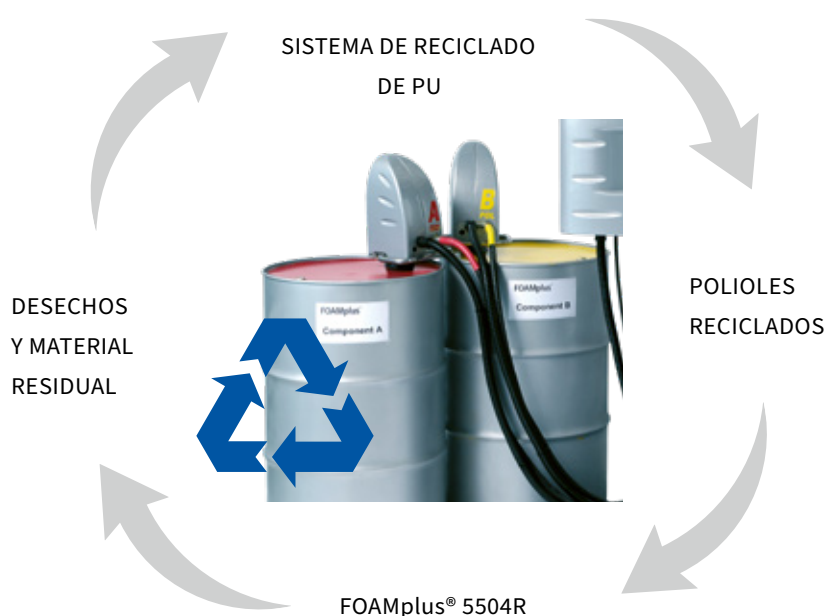 SISTEMA DE RECICLADO
DE PU
A
B
FOAMplus®
Component A
FOAMplus®
Component B
DESECHOS
Y MATERIAL
RESIDUAL
POLIOLES
RECICLADOS
FOAMplus® 5504R